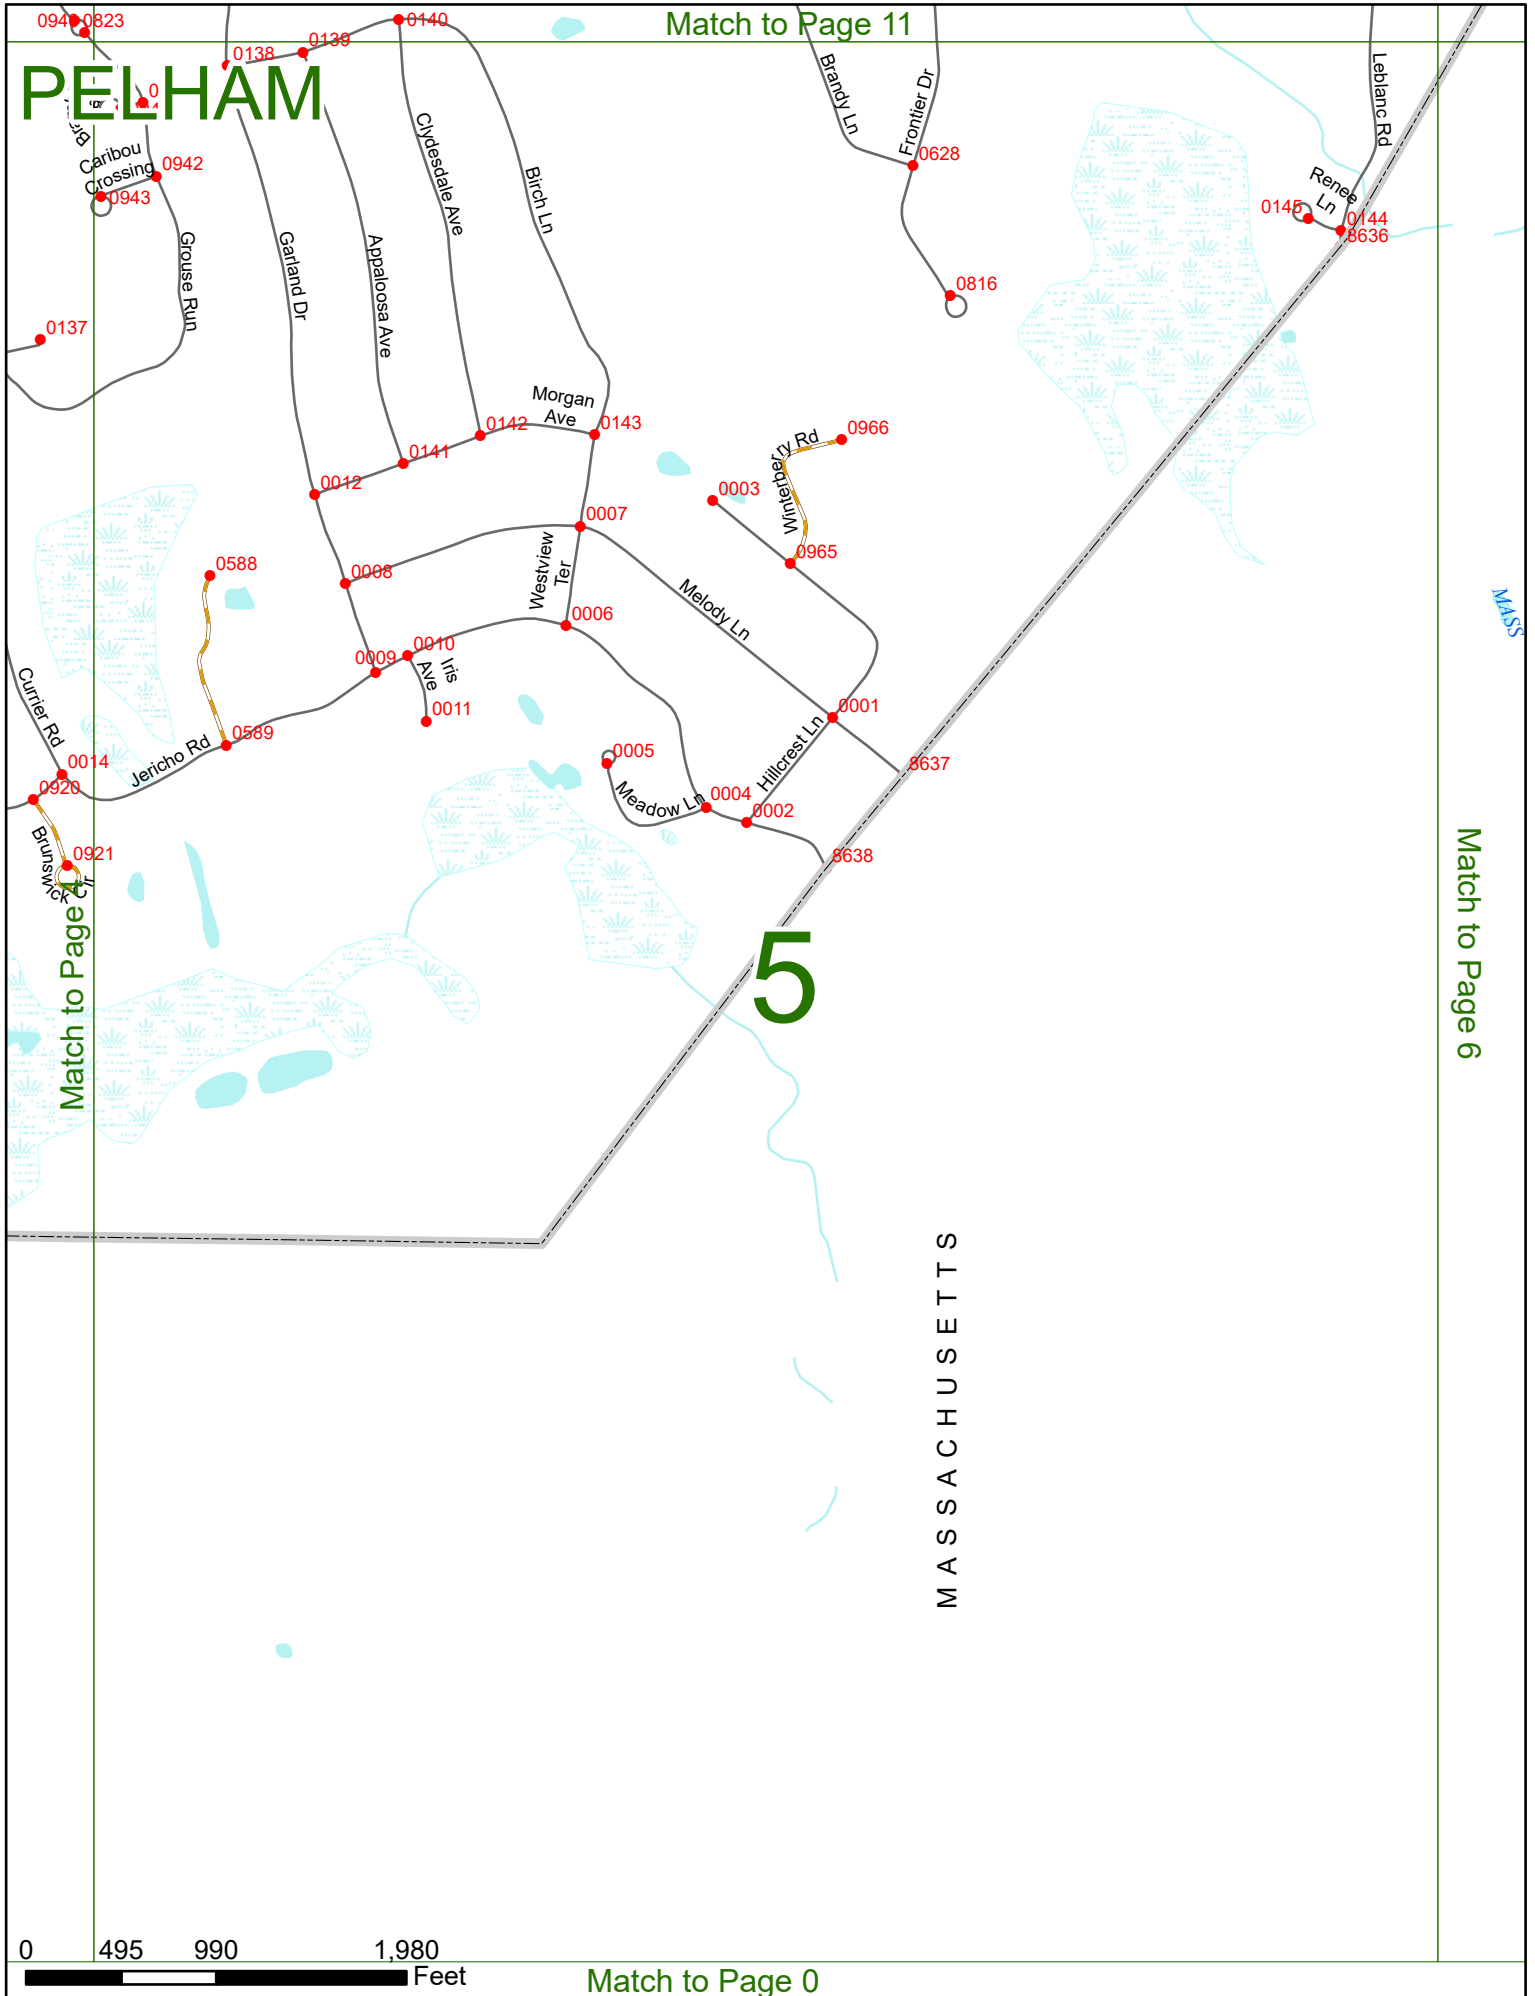 Match to Page 11
0823
0140
0139
0138
PELHAM
Brandy Ln
Frontier Dr
Leblanc Rd
Caribou
Crossing
0942
0943
Clydesdale Ave
Birch Ln
0628
Renee
Ln
0145
0144
8636
Grouse Run
Garland Dr
Appaloosa Ave
0816
0137
Morgan
Ave
0142
0143
0141
0012
Winterberry Rd
0966
0003
0007
0965
0588
0008
Westview
Ter
Melody Ln
MASS
0006
0010
0009
Iris
Ave
0011
Currier Rd
0001
0589
Jericho Rd
Hillcrest Ln
0005
8637
0014
0920
Meadow Ln
0004
0002
Brunswick Cir
0921
8638
Match to Page
Match to Page 6
5
MASSACHUSETTS
0 495 990 1,980
Feet
Match to Page 0